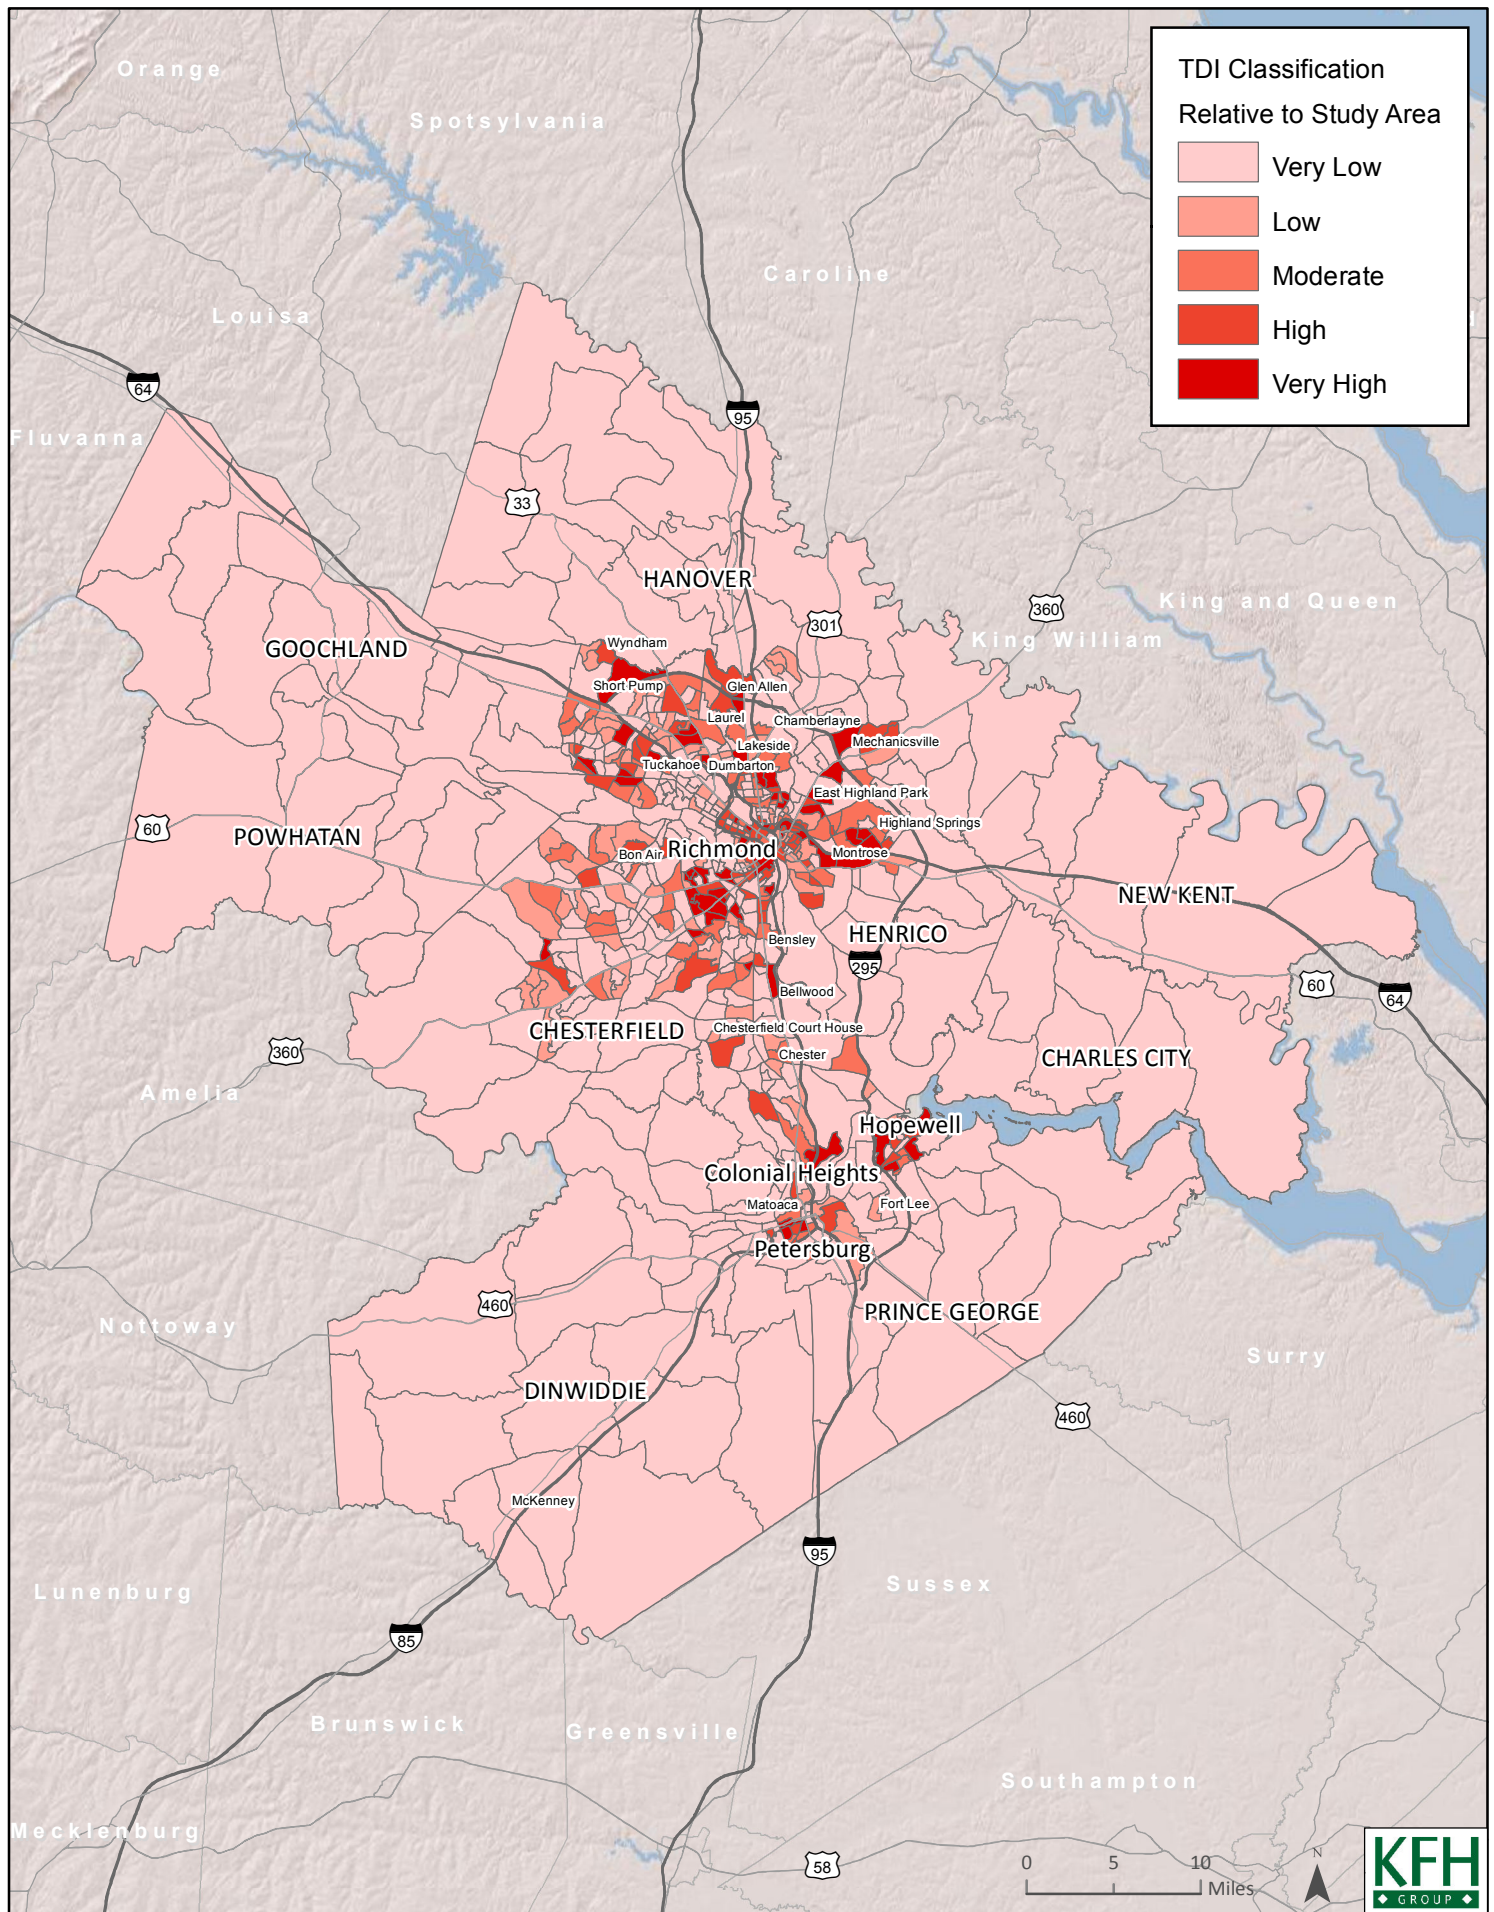 TDI Classification
Relative to Study Area
Very Low
Low
Moderate
High
Very High
Orange
Spotsylvania
Caroline
Louisa
64
95
Fluvanna
33
HANOVER
301
360
King and Queen
King William
GOOCHLAND
Wyndham
Short Pump
Glen Allen
Laurel
Chamberlayne
Lakeside
Mechanicsville
Tuckahoe
Dumbarton
East Highland Park
60
POWHATAN
Highland Springs
Bon Air
Richmond
Montrose
NEW KENT
HENRICO
Bensley
295
Bellwood
60
64
CHESTERFIELD
Chesterfield Court House
360
Chester
CHARLES CITY
Amelia
Hopewell
Colonial Heights
Matoaca
Fort Lee
Petersburg
460
PRINCE GEORGE
Nottoway
Surry
DINWIDDIE
460
McKenney
95
Sussex
Lunenburg
85
Brunswick
Greensville
Southampton
Mecklenburg
58
0 5 10
Miles
N
KFH
GROUP